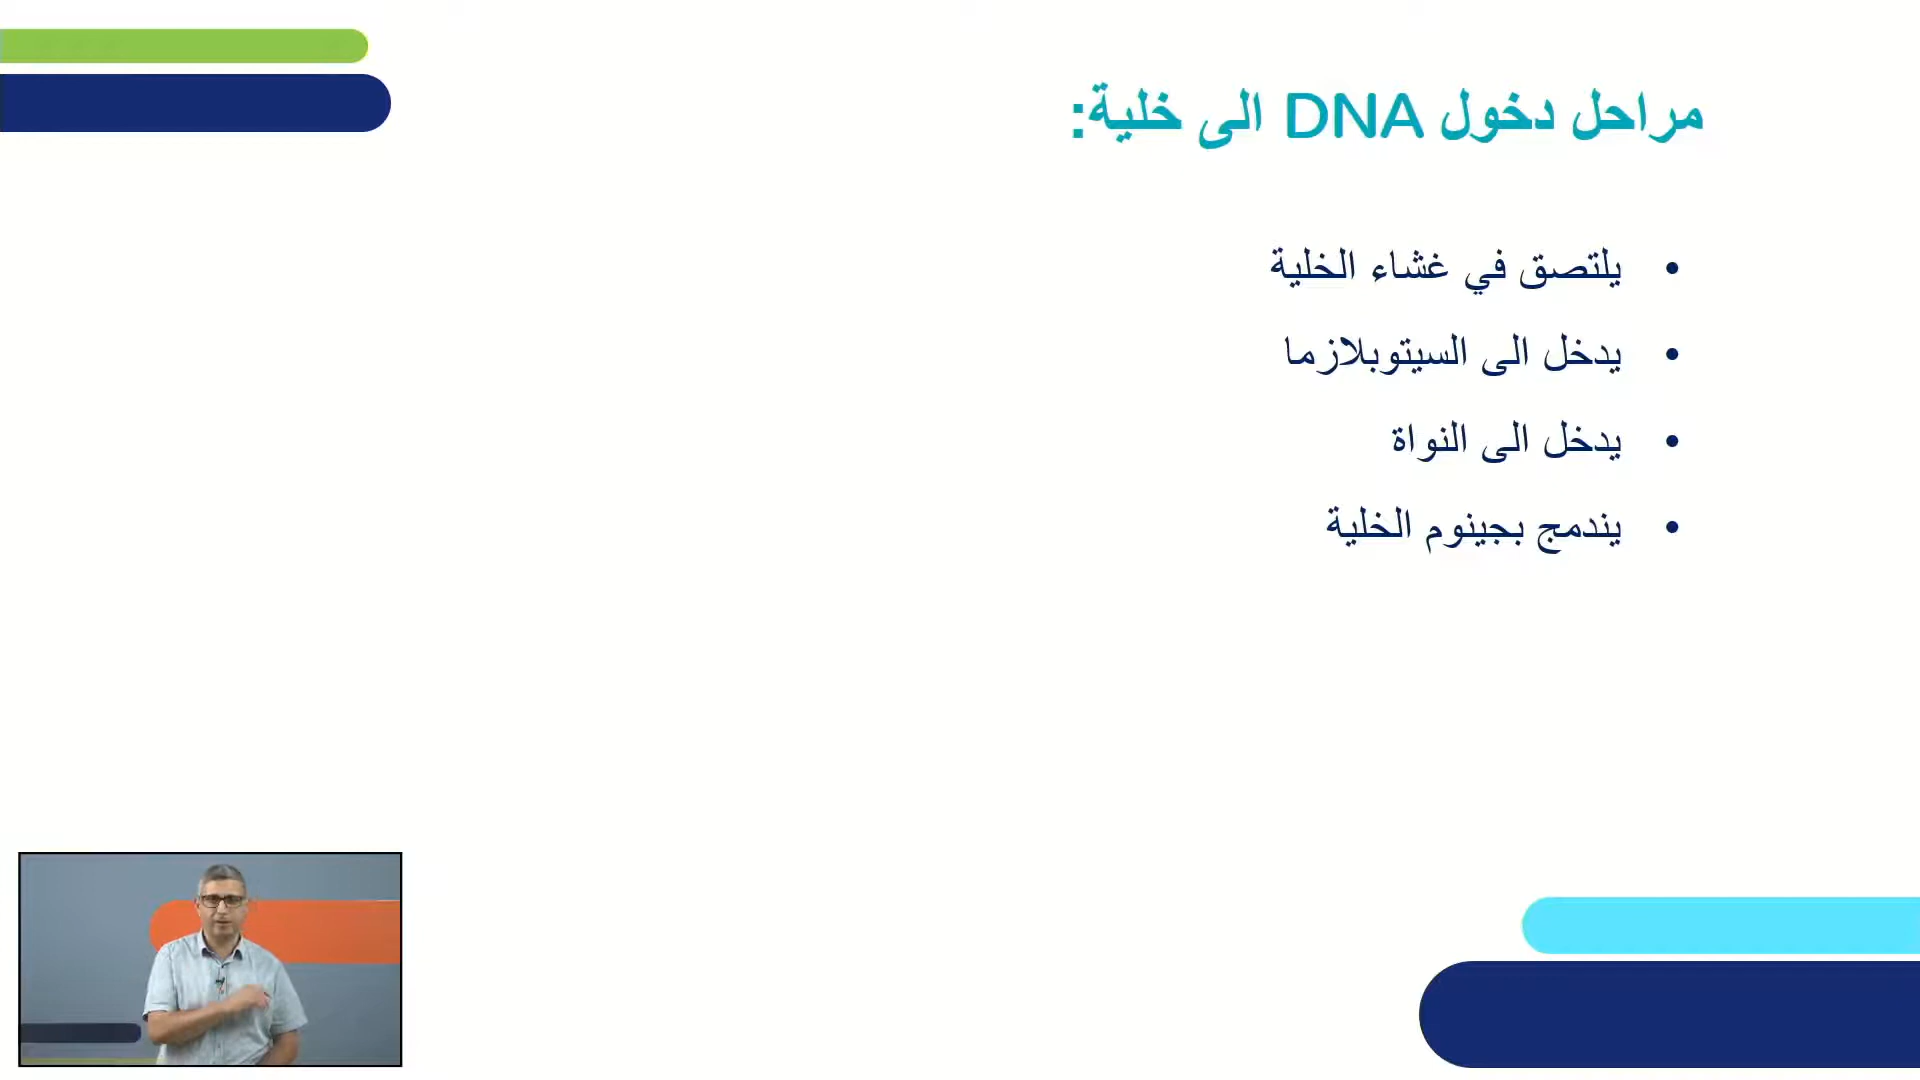 مراحل دخول DNA الى خلية:
• يلتصق في غشاء الخلية
• يدخل الى السيتوبلازما
• يدخل الى النواة
• يندمج بجينوم الخلية